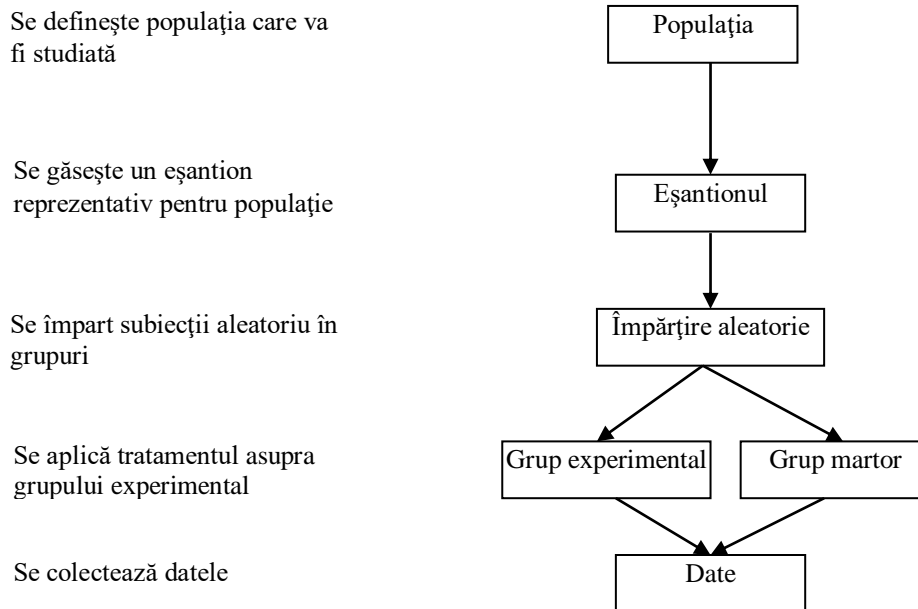 Se defineşte populaţia care va
fi studiată
Populaţia
Se găseşte un eşantion
reprezentativ pentru populaţie
Eşantionul
Se împart subiecţii aleatoriu în
grupuri
Împărţire aleatorie
Se aplică tratamentul asupra
grupului experimental
Grup experimental
Grup martor
Se colectează datele
Date